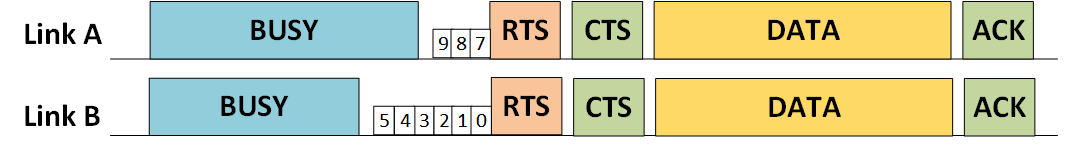 Link A BUSY 9 8 7 RTS CTS DATA ACK
Link B BUSY 5 4 3 2 1 0 RTS CTS DATA ACK